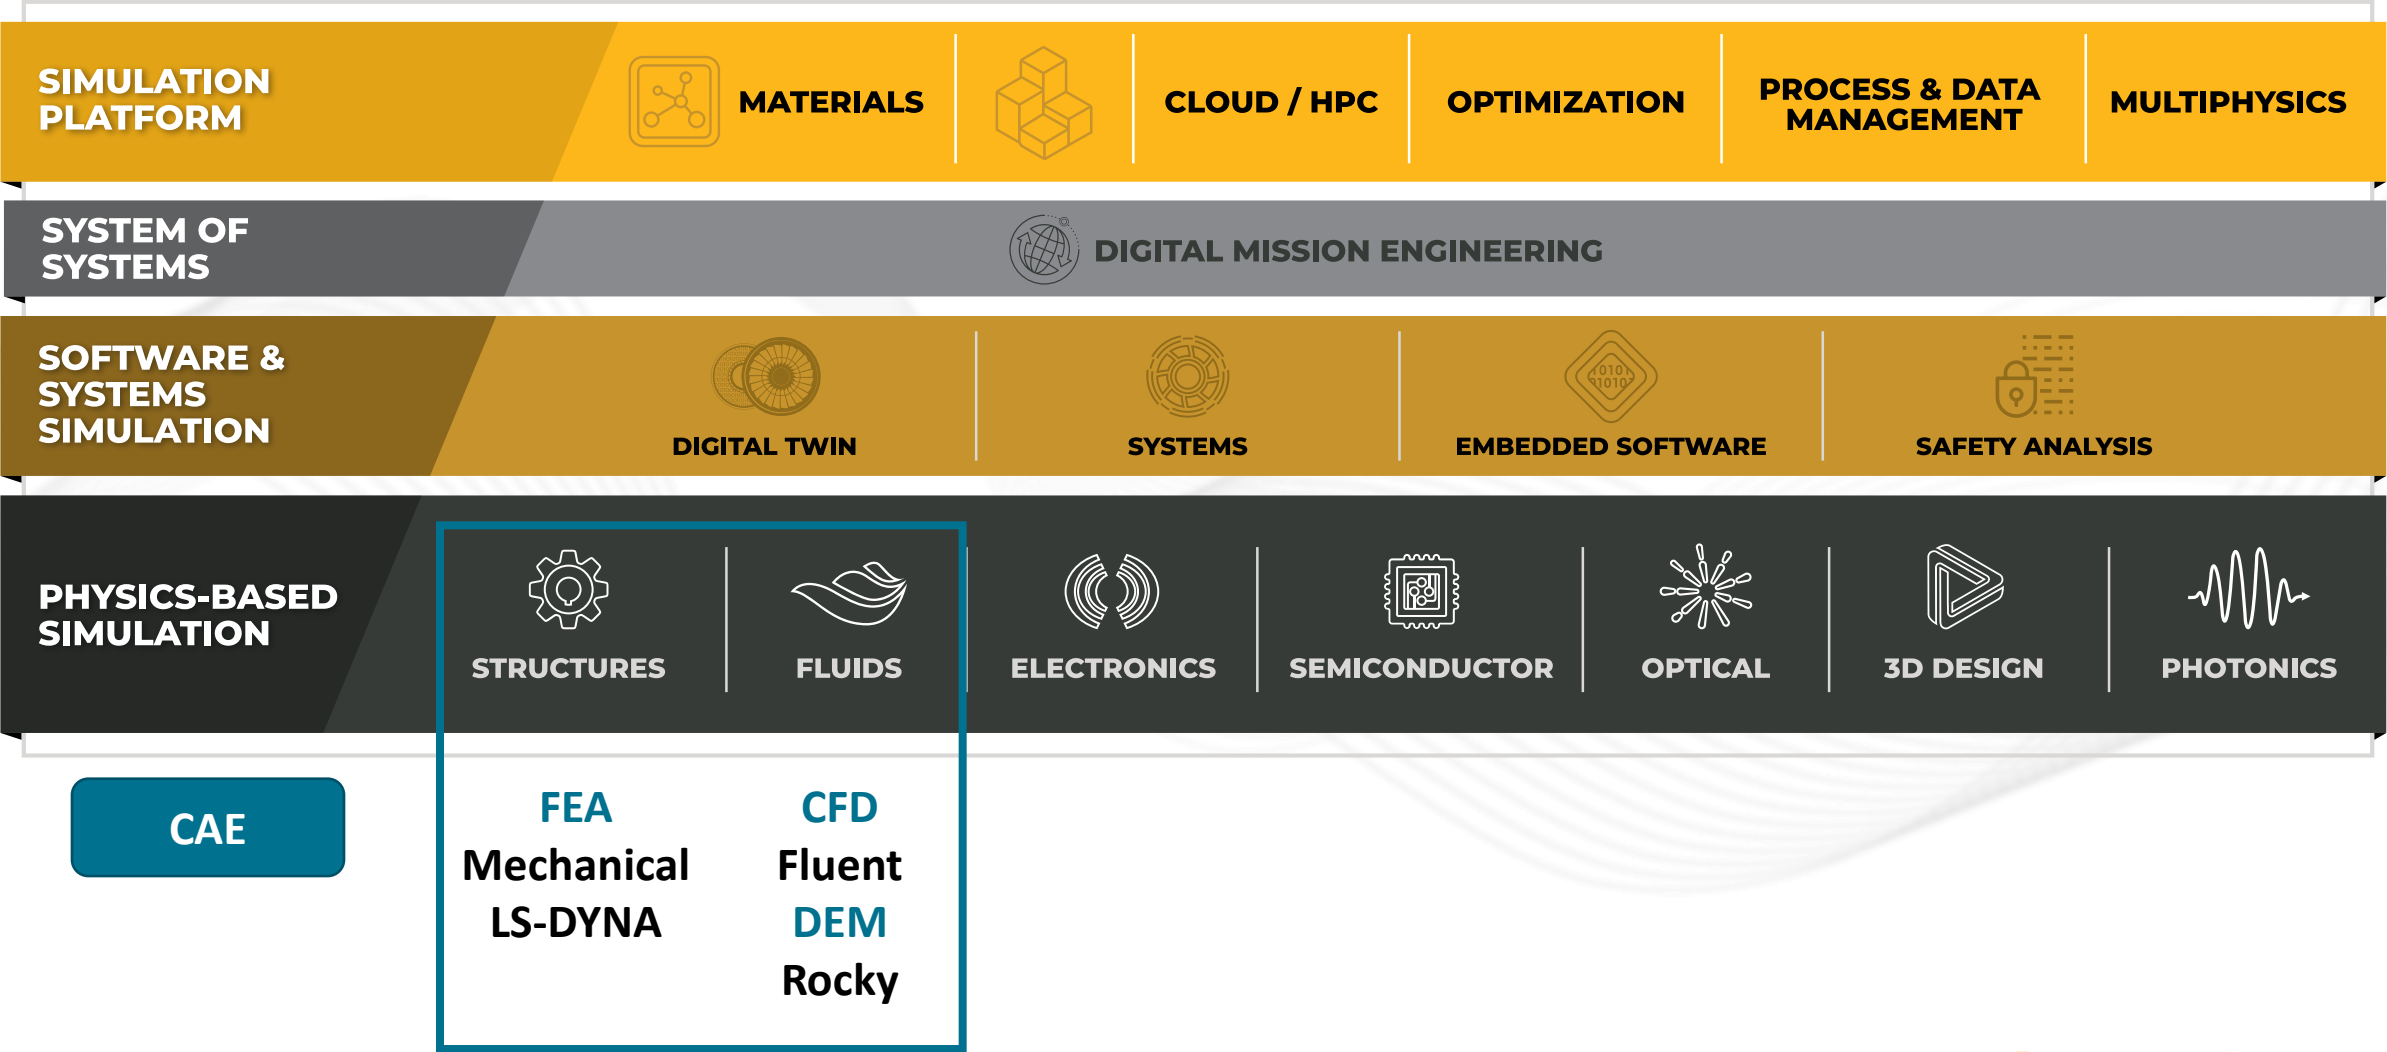 SIMULATION
PLATFORM
MATERIALS
CLOUD / HPC
OPTIMIZATION
PROCESS & DATA
MANAGEMENT
MULTIPHYSICS
SYSTEM OF
SYSTEMS
DIGITAL MISSION ENGINEERING
SOFTWARE &
SYSTEMS
SIMULATION
DIGITAL TWIN
SYSTEMS
10101
010101
EMBEDDED SOFTWARE
SAFETY ANALYSIS
PHYSICS-BASED
SIMULATION
STRUCTURES
FLUIDS
ELECTRONICS
SEMICONDUCTOR
OPTICAL
3D DESIGN
PHOTONICS
CAE
FEA
Mechanical
LS-DYNA
CFD
Fluent
DEM
Rocky